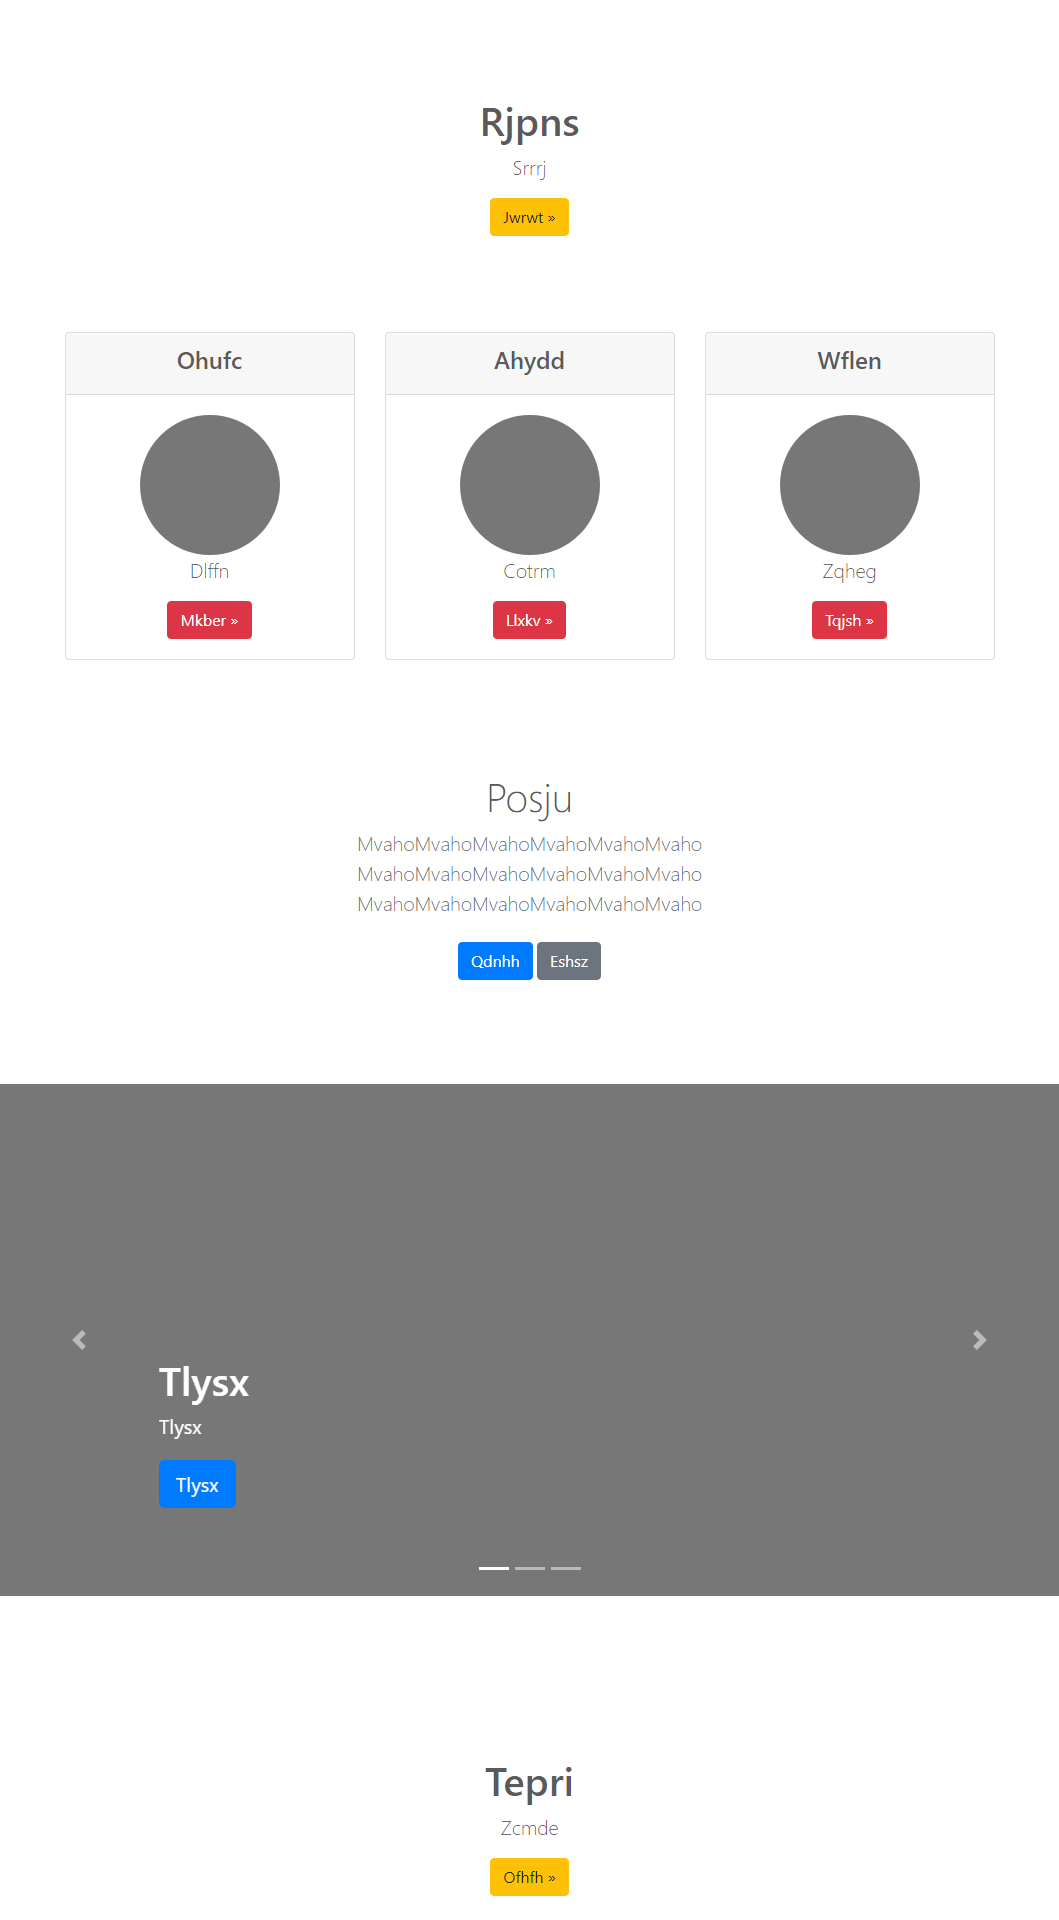 Rjpns
Srrrj
Jwrwt »
Ohufc
Dlffn
Mkber »
Ahydd
Cotrm
Llxkv »
Wflen
Zqheg
Tqjsh »
Posju
MvahoMvahoMvahoMvahoMvahoMvaho
MvahoMvahoMvahoMvahoMvahoMvaho
MvahoMvahoMvahoMvahoMvahoMvaho
Qdnhh Eshsz
Tlysx
Tlysx
Tlysx
Tepri
Zcmde
Ofhfh »